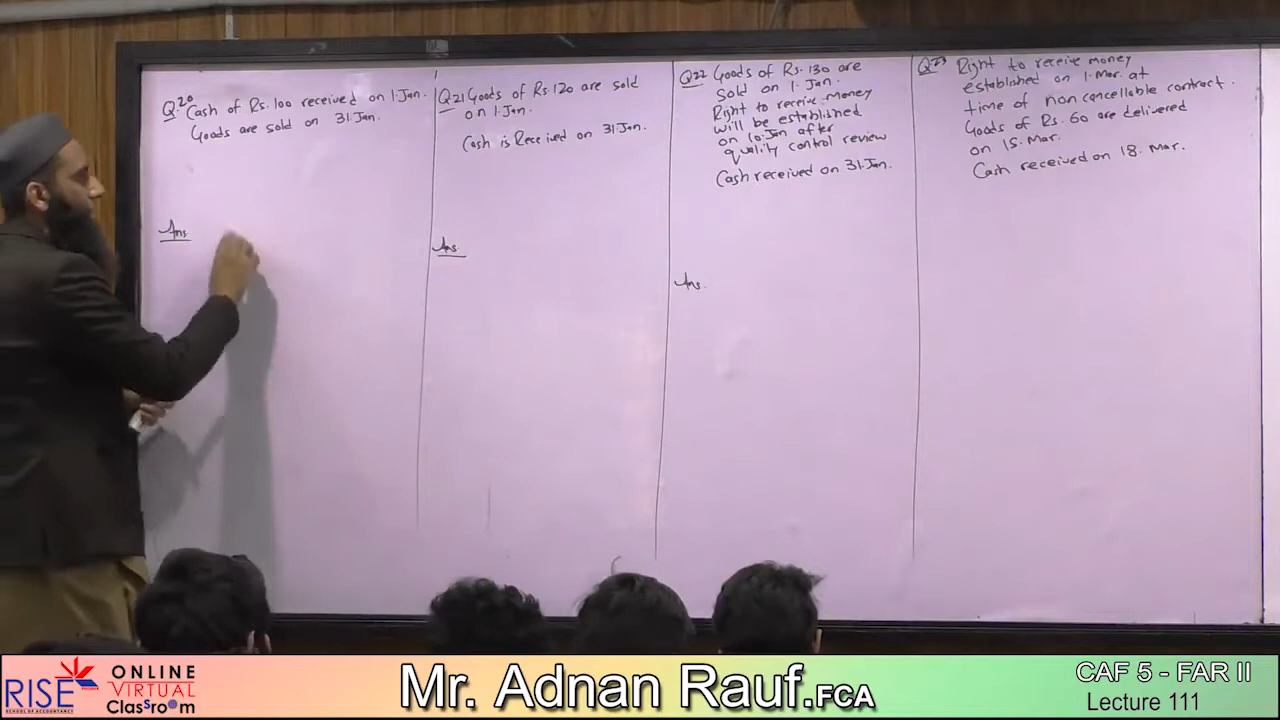 Q20 Cash of Rs. 100 received on 1.Jan.
Goods are sold on 31.Jan.
Ans
Q21 Goods of Rs. 120 are sold
on 1.Jan.
Cash is Received on 31.Jan.
Ans.
Q22 Goods of Rs. 130 are
sold on 1.Jan.
Right to receive money
will be established
on 10.Jan after
quality control review
Cash received on 31.Jan.
Ans.
Q23 Right to receive money
established on 1.Mar. at
time of non cancellable contract.
Goods of Rs. 60 are delivered
on 15.Mar.
Cash received on 18.Mar.
RISE
SCHOOL OF ACCOUNTANCY
ONLINE
VIRTUAL
ClassRoom
Mr. Adnan Rauf.FCA
CAF 5 - FAR II
Lecture 111